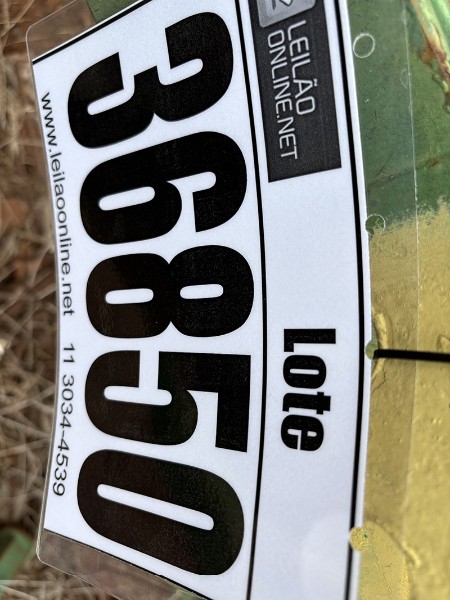 LEILÃO
ONLINE.NET
Lote
36850
www.leilaoonline.net 11 3034-4539